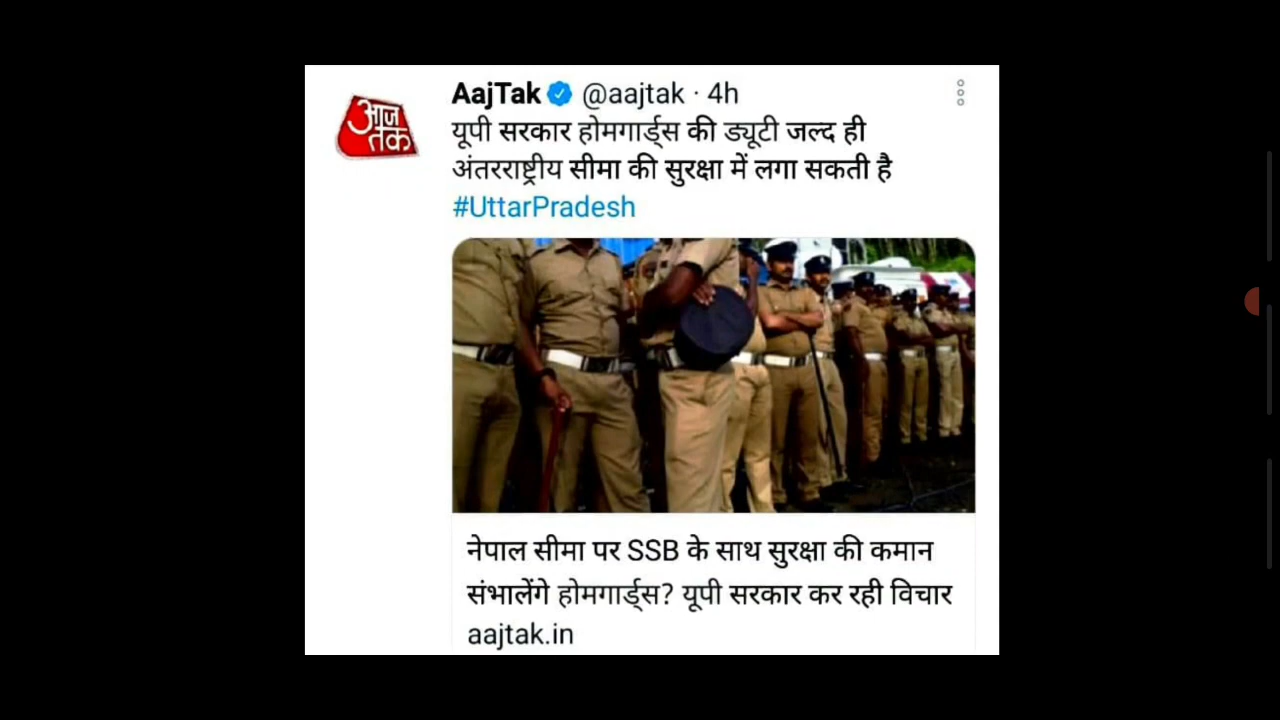 आज
तक
AajTak @aajtak · 4h
यूपी सरकार होमगार्ड्स की ड्यूटी जल्द ही
अंतरराष्ट्रीय सीमा की सुरक्षा में लगा सकती है
#UttarPradesh
नेपाल सीमा पर SSB के साथ सुरक्षा की कमान
संभालेंगे होमगार्ड्स? यूपी सरकार कर रही विचार
aajtak.in